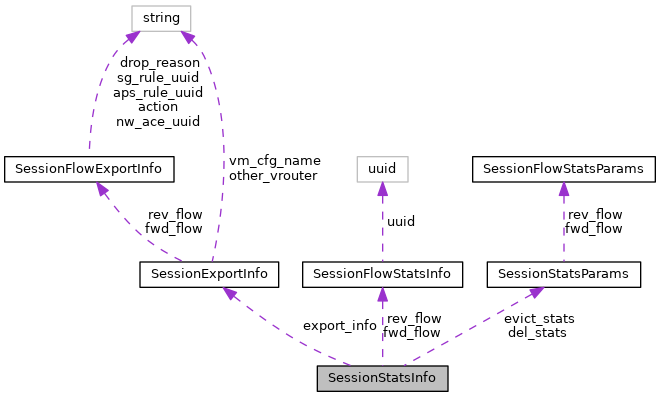 string
drop_reason
sg_rule_uuid
aps_rule_uuid
action
nw_ace_uuid
SessionFlowExportInfo
vm_cfg_name
other_vrouter
uuid
SessionFlowStatsParams
rev_flow
fwd_flow
uuid
rev_flow
fwd_flow
SessionExportInfo
SessionFlowStatsInfo
SessionStatsParams
export_info
rev_flow
fwd_flow
evict_stats
del_stats
SessionStatsInfo